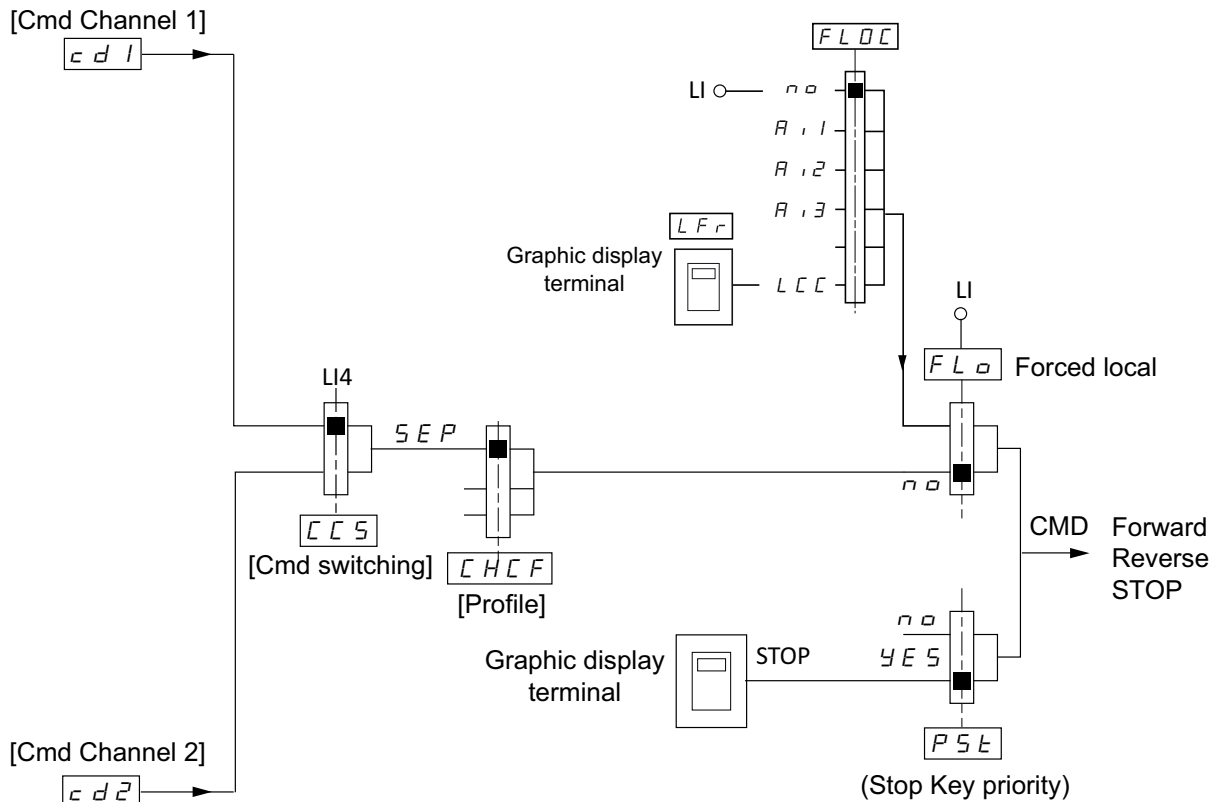 [Cmd Channel 1]
cd1
FLOC
LI
no
Ai1
Ai2
Ai3
LFr
Graphic display
terminal
LCC
LI
FLo
Forced local
LI4
SEP
no
CCS
[Cmd switching]
CHCF
[Profile]
CMD
Forward
Reverse
STOP
no
YES
Graphic display
terminal
STOP
PSt
(Stop Key priority)
[Cmd Channel 2]
cd2